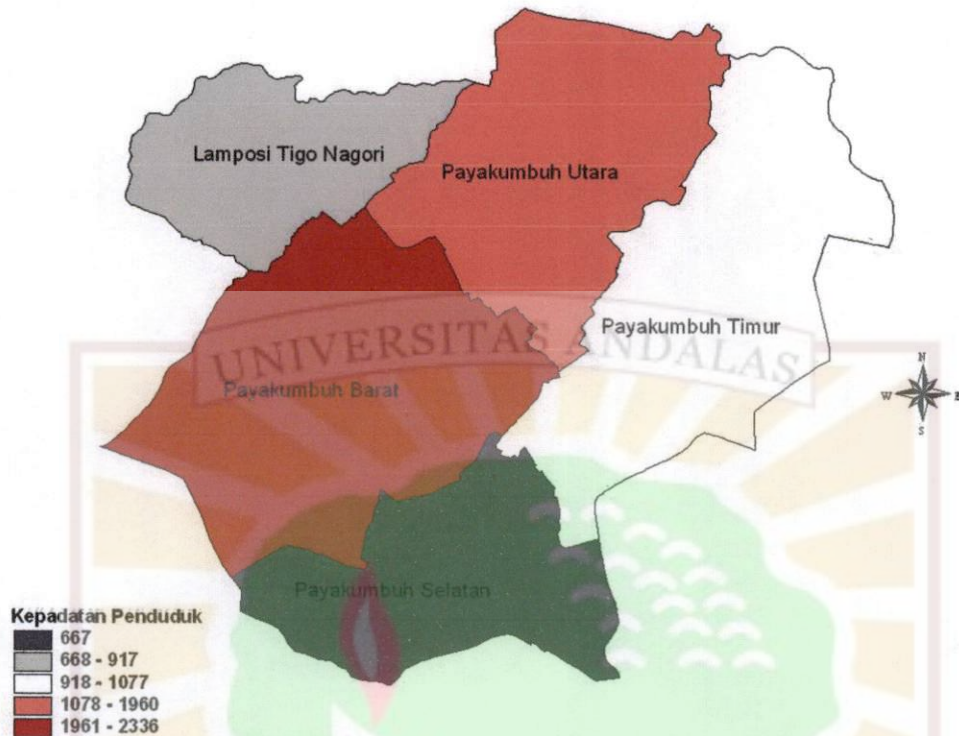 Lamposi Tigo Nagori
Payakumbuh Utara
Payakumbuh Timur
UNIVERSITAS ANDALAS
Payakumbuh Barat
N
W
E
S
Payakumbuh Selatan
Kepadatan Penduduk
667
668 - 917
918 - 1077
1078 - 1960
1961 - 2336